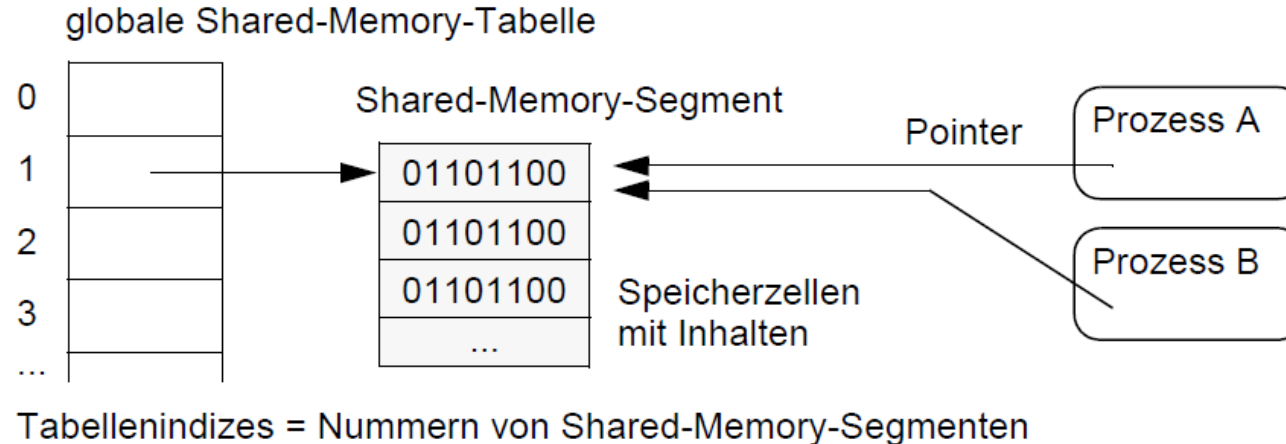 globale Shared-Memory-Tabelle
0
1
2
3
...
Shared-Memory-Segment
01101100
01101100
01101100
...
Speicherzellen
mit Inhalten
Pointer
Prozess A
Prozess B
Tabellenindizes = Nummern von Shared-Memory-Segmenten